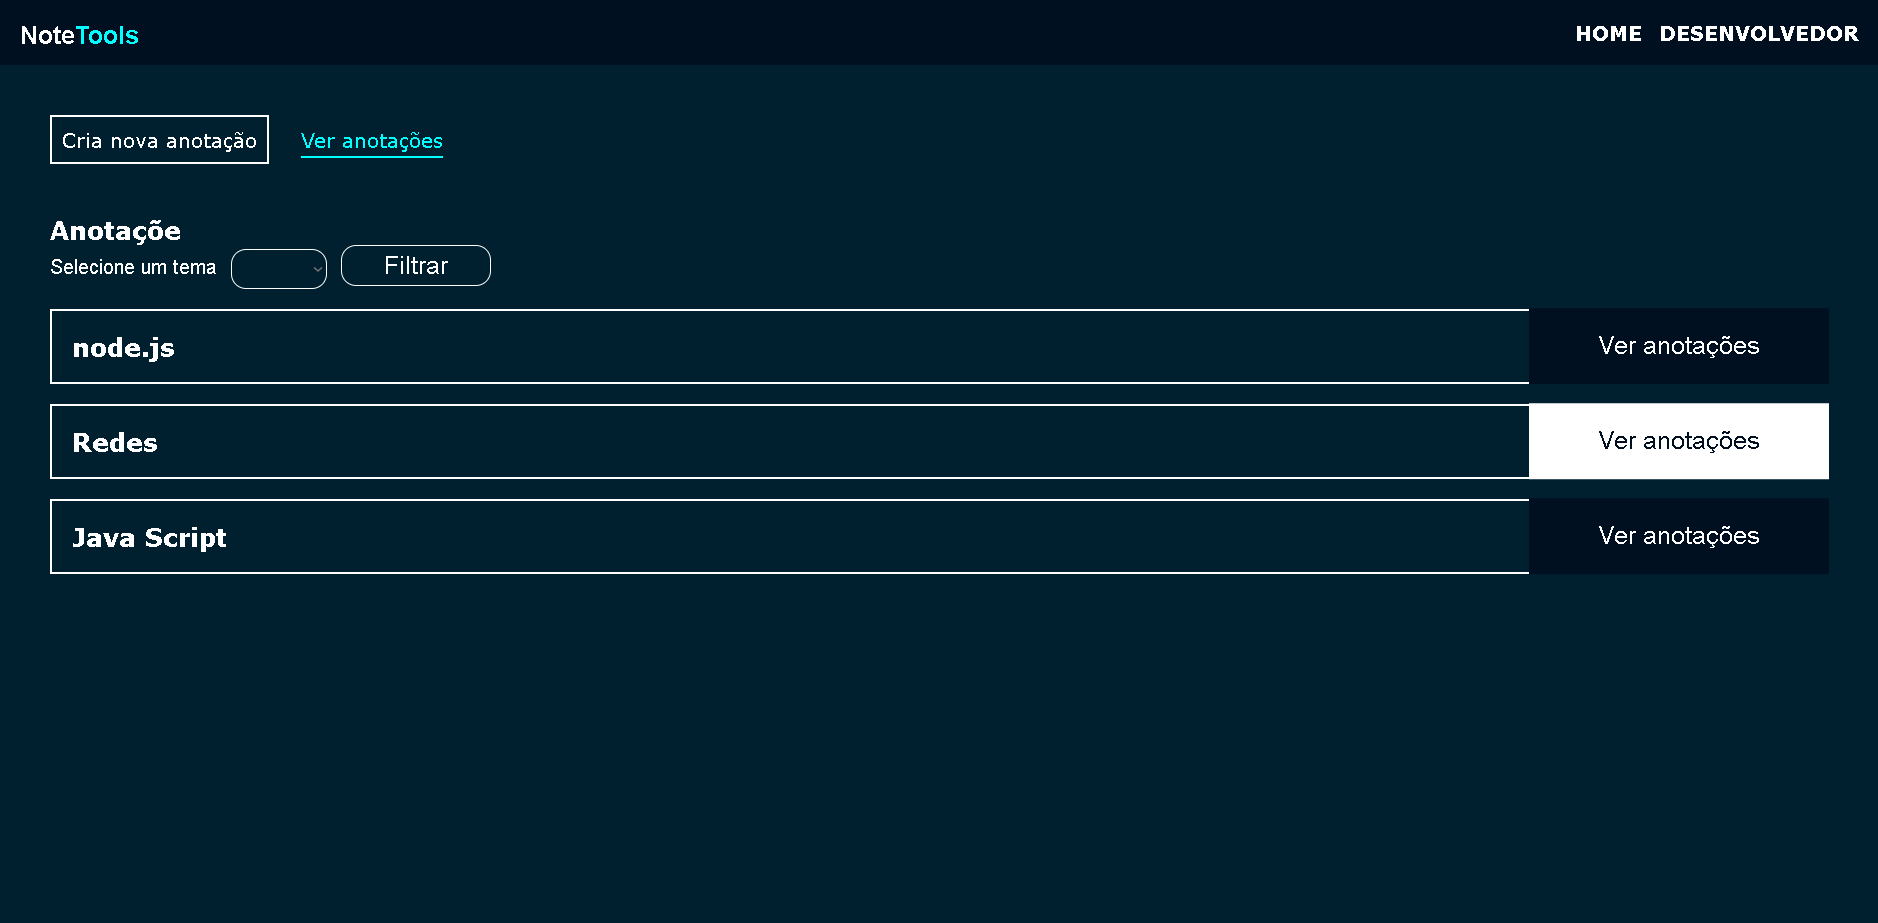 NoteTools HOME DESENVOLVEDOR
Cria nova anotação Ver anotações
Anotaçõe
Selecione um tema Filtrar
node.js Ver anotações
Redes Ver anotações
Java Script Ver anotações